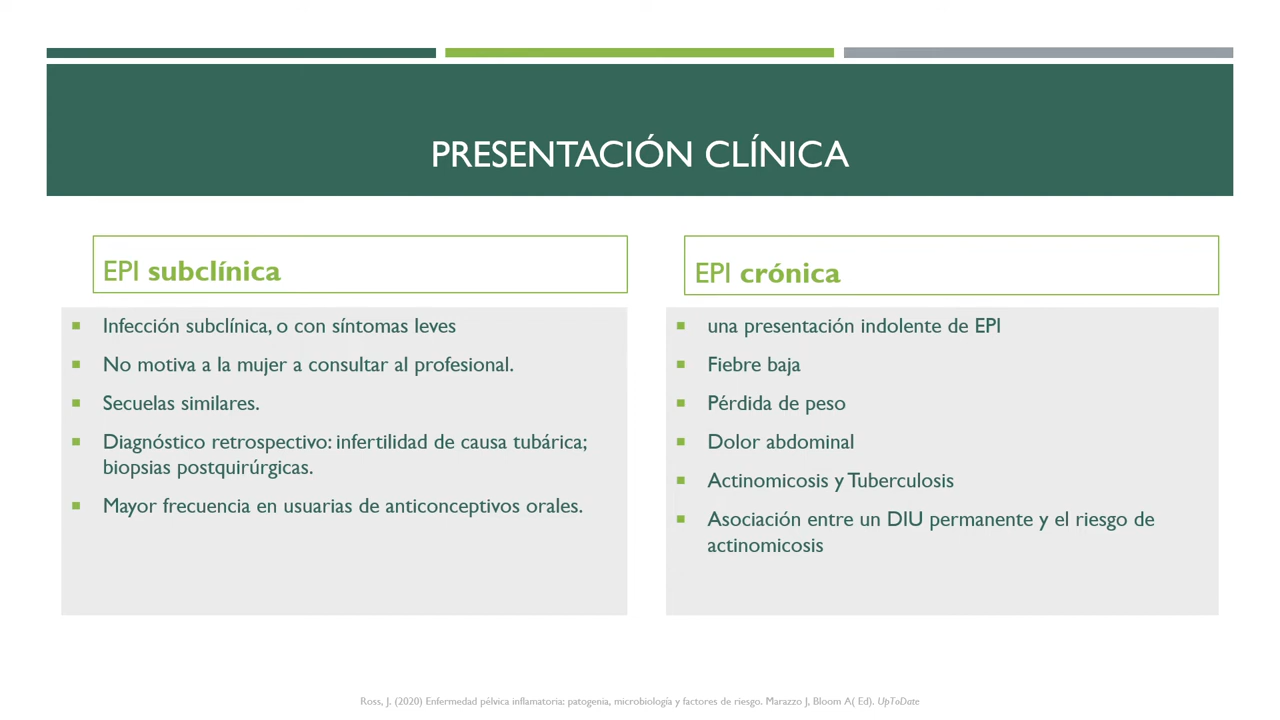 PRESENTACIÓN CLÍNICA
EPI subclínica
Infección subclínica, o con síntomas leves
No motiva a la mujer a consultar al profesional.
Secuelas similares.
Diagnóstico retrospectivo: infertilidad de causa tubárica;
biopsias postquirúrgicas.
Mayor frecuencia en usuarias de anticonceptivos orales.
EPI crónica
una presentación indolente de EPI
Fiebre baja
Pérdida de peso
Dolor abdominal
Actinomicosis y Tuberculosis
Asociación entre un DIU permanente y el riesgo de
actinomicosis
Ross, J. (2020) Enfermedad pélvica inflamatoria: patogenia, microbiología y factores de riesgo. Marazzo J, Bloom A( Ed). UpToDate